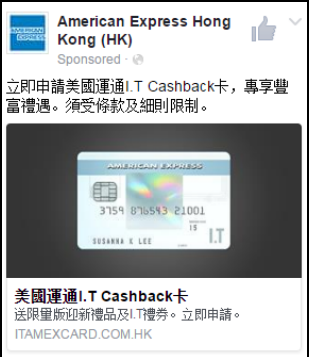 AMERICAN EXPRESS
American Express Hong
Kong (HK)
Sponsored ·
立即申請美國運通I.T Cashback卡，專享豐
富禮遇。須受條款及細則限制。
AMERICAN EXPRESS
3759 876543 21001
15
SUSANNA K LEE
I.T
美國運通I.T Cashback卡
送限量版迎新禮品及I.T禮券。立即申請。
ITAMEXCARD.COM.HK